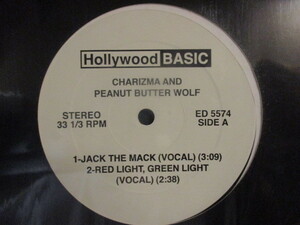 Hollywood BASIC
CHARIZMA AND
PEANUT BUTTER WOLF
STEREO
33 1/3 RPM
ED 5574
SIDE A
1-JACK THE MACK (VOCAL) (3:09)
2-RED LIGHT, GREEN LIGHT
(VOCAL) (2:38)